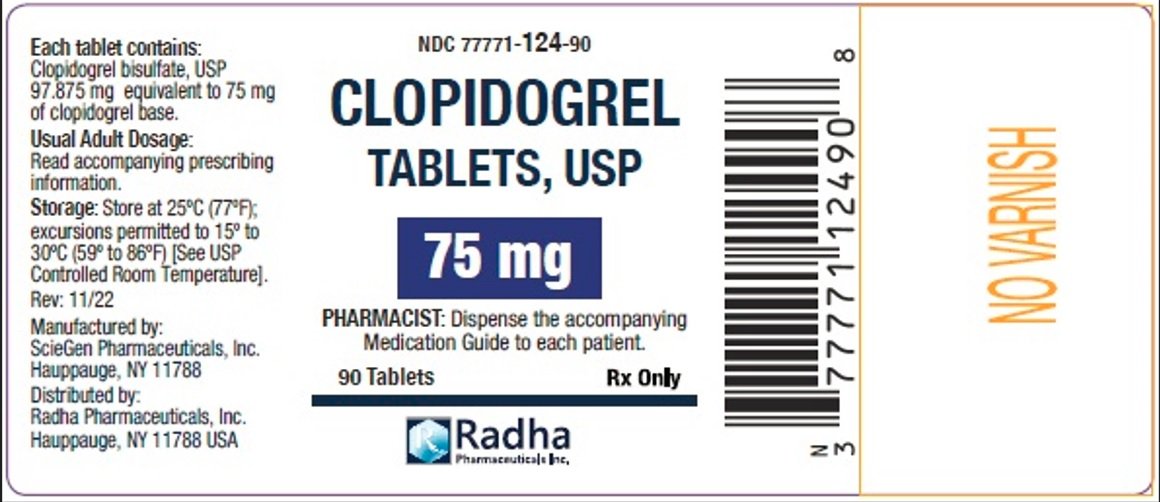 Each tablet contains:
Clopidogrel bisulfate, USP
97.875 mg equivalent to 75 mg
of clopidogrel base.
Usual Adult Dosage:
Read accompanying prescribing
information.
Storage: Store at 25ºC (77ºF);
excursions permitted to 15º to
30ºC (59º to 86ºF) [See USP
Controlled Room Temperature].
Rev: 11/22
Manufactured by:
ScieGen Pharmaceuticals, Inc.
Hauppauge, NY 11788
Distributed by:
Radha Pharmaceuticals, Inc.
Hauppauge, NY 11788 USA
NDC 77771-124-90
CLOPIDOGREL
TABLETS, USP
75 mg
PHARMACIST: Dispense the accompanying
Medication Guide to each patient.
90 Tablets Rx Only
Radha
Pharmaceuticals Inc.
N
3 77771 12490 8
NO VARNISH